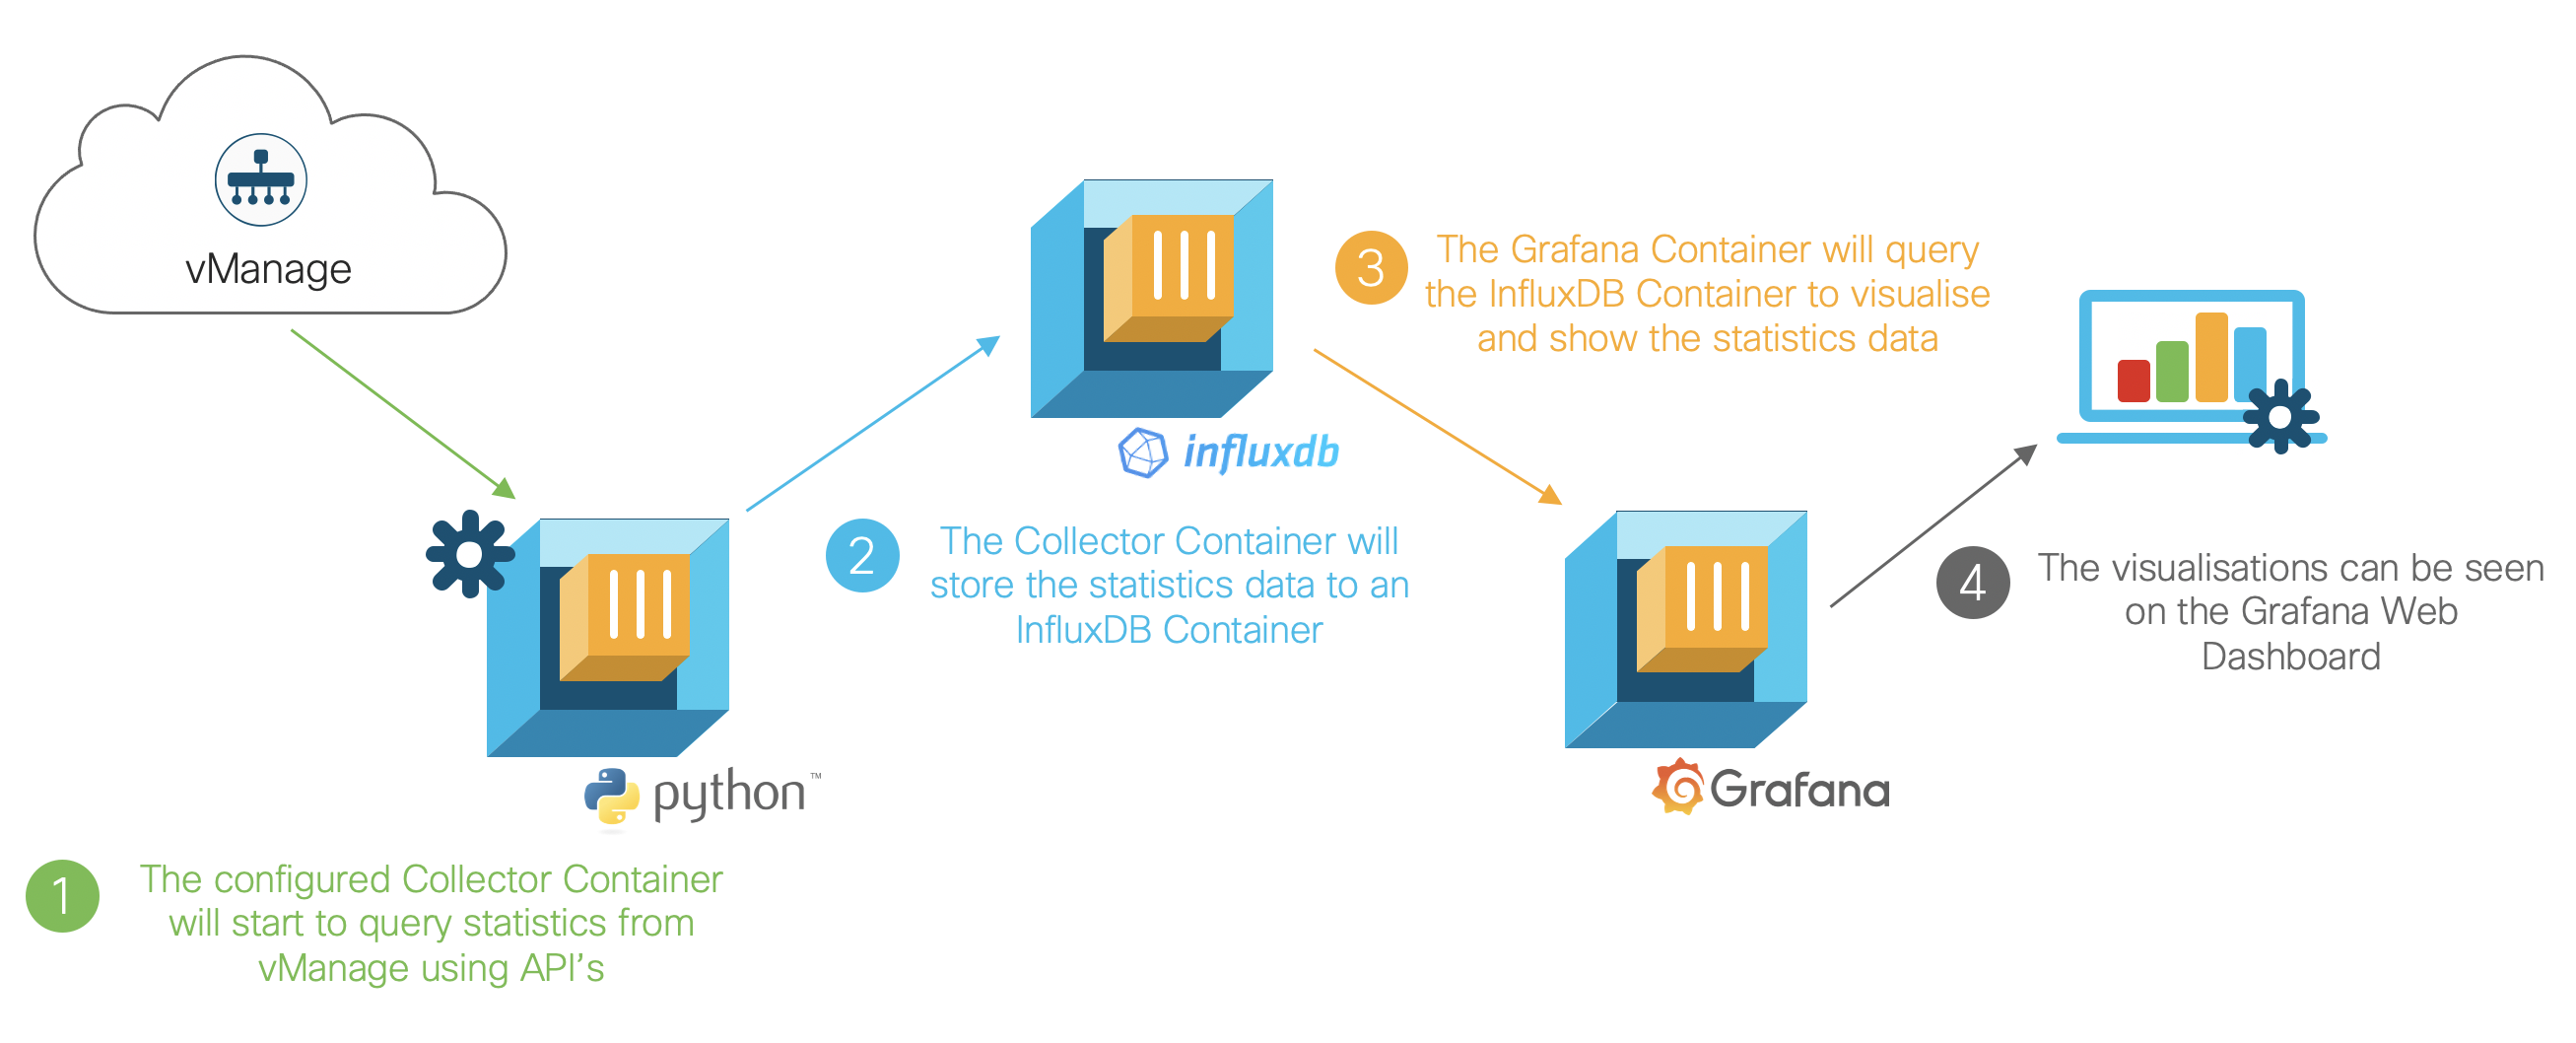 vManage
python™
1
The configured Collector Container
will start to query statistics from
vManage using API’s
influxdb
2
The Collector Container will
store the statistics data to an
InfluxDB Container
3
The Grafana Container will query
the InfluxDB Container to visualise
and show the statistics data
Grafana
4
The visualisations can be seen
on the Grafana Web
Dashboard